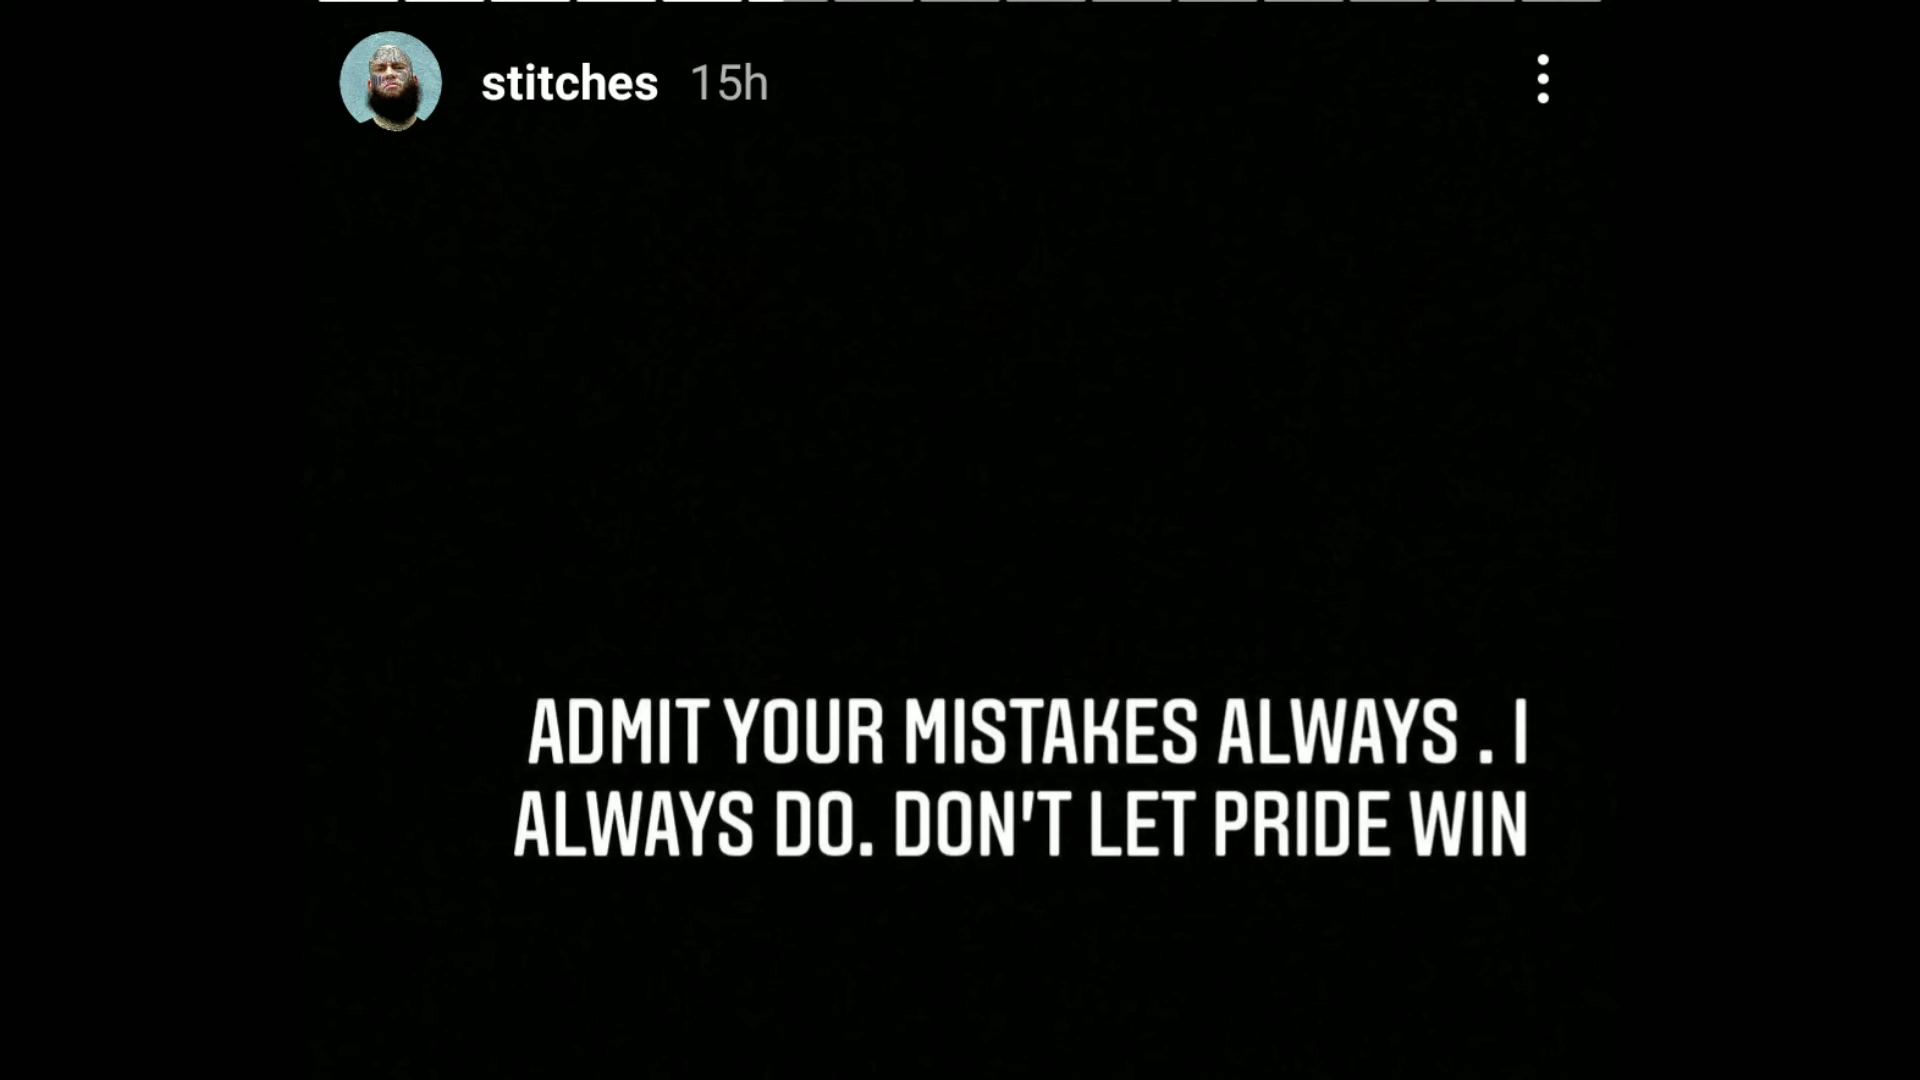 stitches 15h
ADMIT YOUR MISTAKES ALWAYS . I
ALWAYS DO. DON'T LET PRIDE WIN